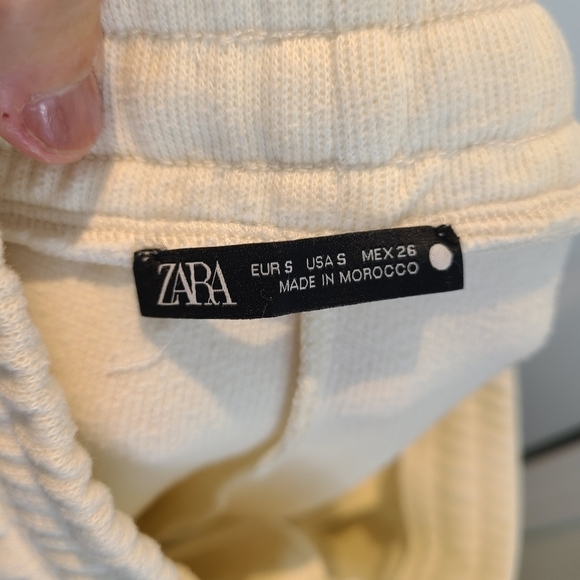 ZARA
EUR S USA S MEX 26
MADE IN MOROCCO